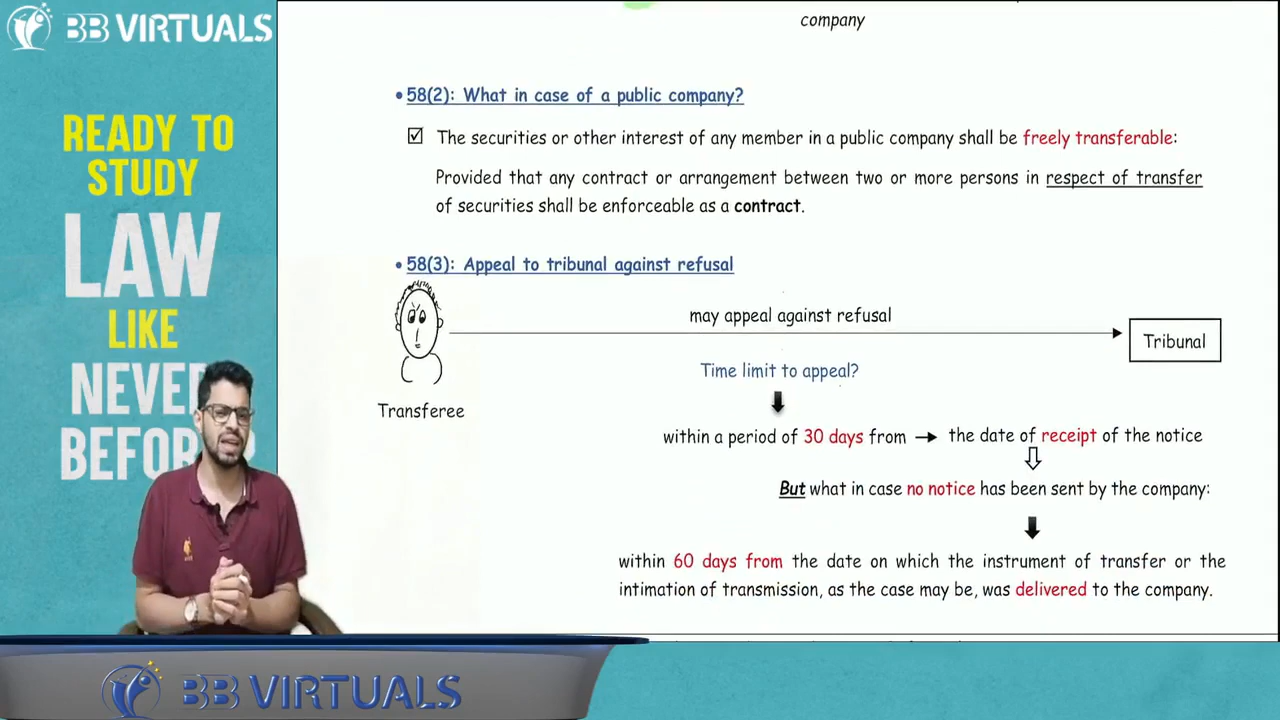 BB VIRTUALS
READY TO
STUDY
LAW
LIKE
NEVER
BEFOR
company
• 58(2): What in case of a public company?
☑ The securities or other interest of any member in a public company shall be freely transferable:
Provided that any contract or arrangement between two or more persons in respect of transfer
of securities shall be enforceable as a contract.
• 58(3): Appeal to tribunal against refusal
may appeal against refusal
Tribunal
Time limit to appeal?
Transferee
within a period of 30 days from → the date of receipt of the notice
But what in case no notice has been sent by the company:
within 60 days from the date on which the instrument of transfer or the
intimation of transmission, as the case may be, was delivered to the company.
BB VIRTUALS